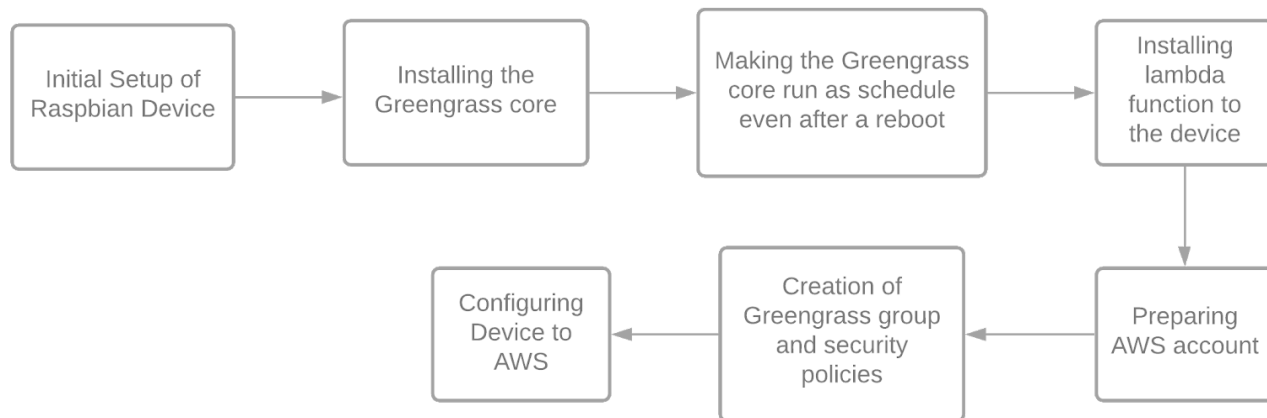 Initial Setup of
Raspbian Device
Installing the
Greengrass core
Making the Greengrass
core run as schedule
even after a reboot
Installing
lambda
function to
the device
Preparing
AWS account
Creation of
Greengrass group
and security
policies
Configuring
Device to
AWS